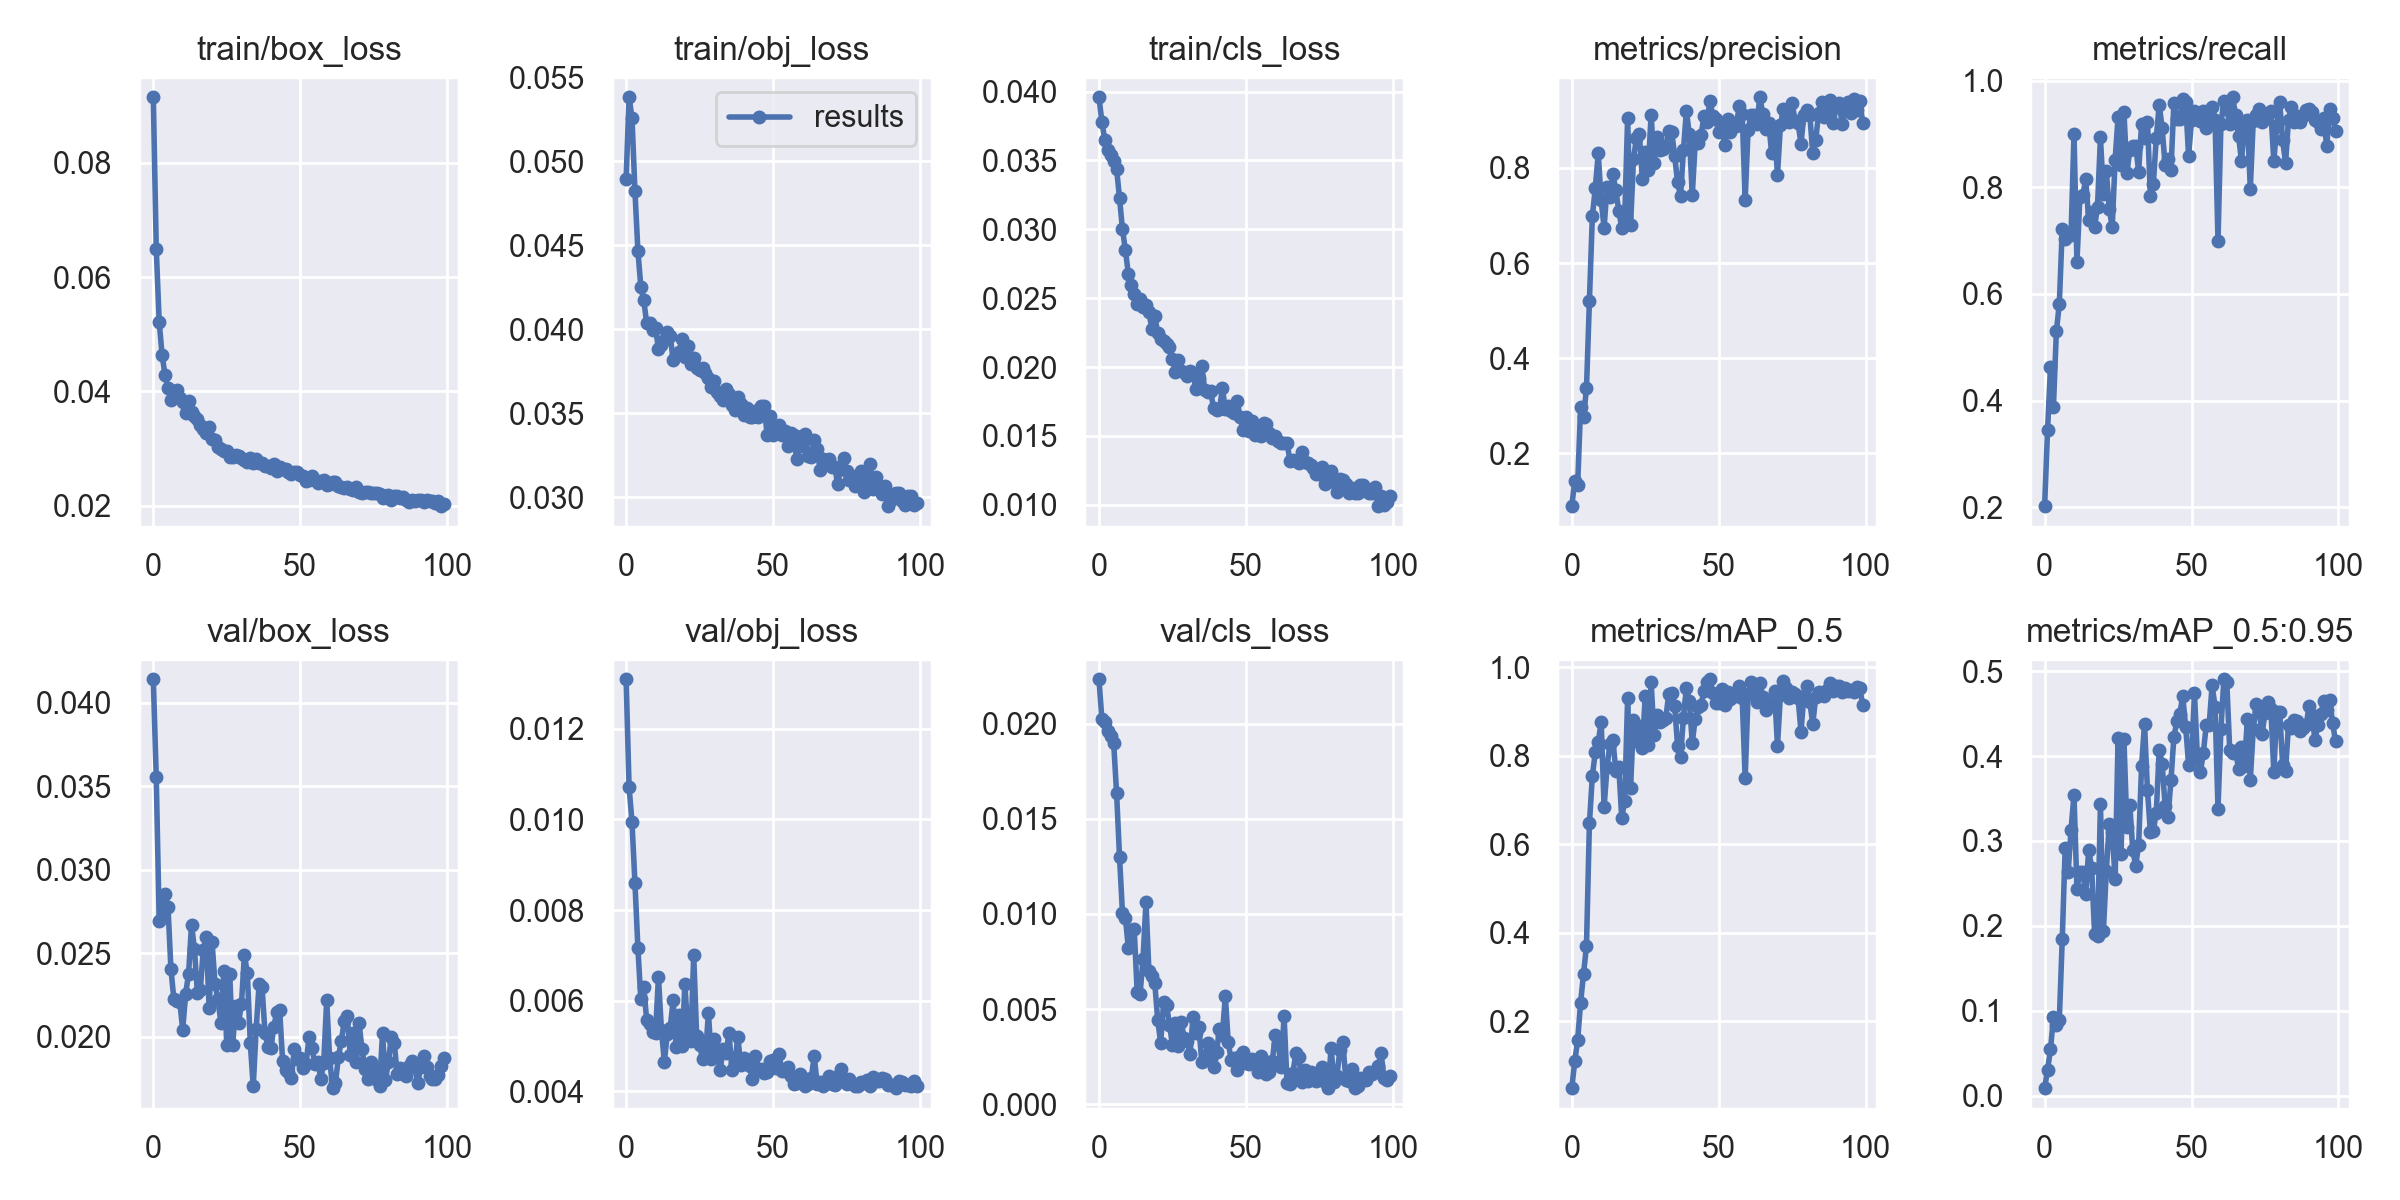 train/box_loss
0.08
0.06
0.04
0.02
0 50 100
train/obj_loss
results
0.055
0.050
0.045
0.040
0.035
0.030
0 50 100
train/cls_loss
0.040
0.035
0.030
0.025
0.020
0.015
0.010
0 50 100
metrics/precision
0.8
0.6
0.4
0.2
0 50 100
metrics/recall
1.0
0.8
0.6
0.4
0.2
0 50 100
val/box_loss
0.040
0.035
0.030
0.025
0.020
0 50 100
val/obj_loss
0.012
0.010
0.008
0.006
0.004
0 50 100
val/cls_loss
0.020
0.015
0.010
0.005
0.000
0 50 100
metrics/mAP_0.5
1.0
0.8
0.6
0.4
0.2
0 50 100
metrics/mAP_0.5:0.95
0.5
0.4
0.3
0.2
0.1
0.0
0 50 100